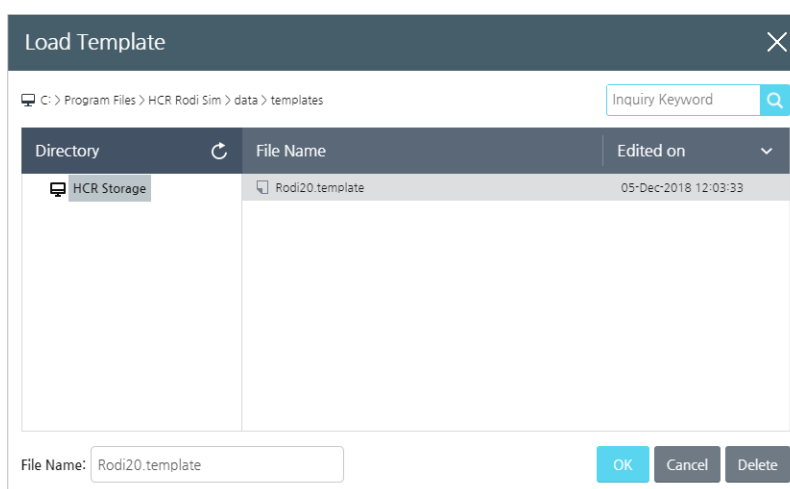 Load Template
C: > Program Files > HCR Rodi Sim > data > templates
Inquiry Keyword
Directory File Name Edited on
HCR Storage Rodi20.template 05-Dec-2018 12:03:33
File Name: Rodi20.template OK Cancel Delete